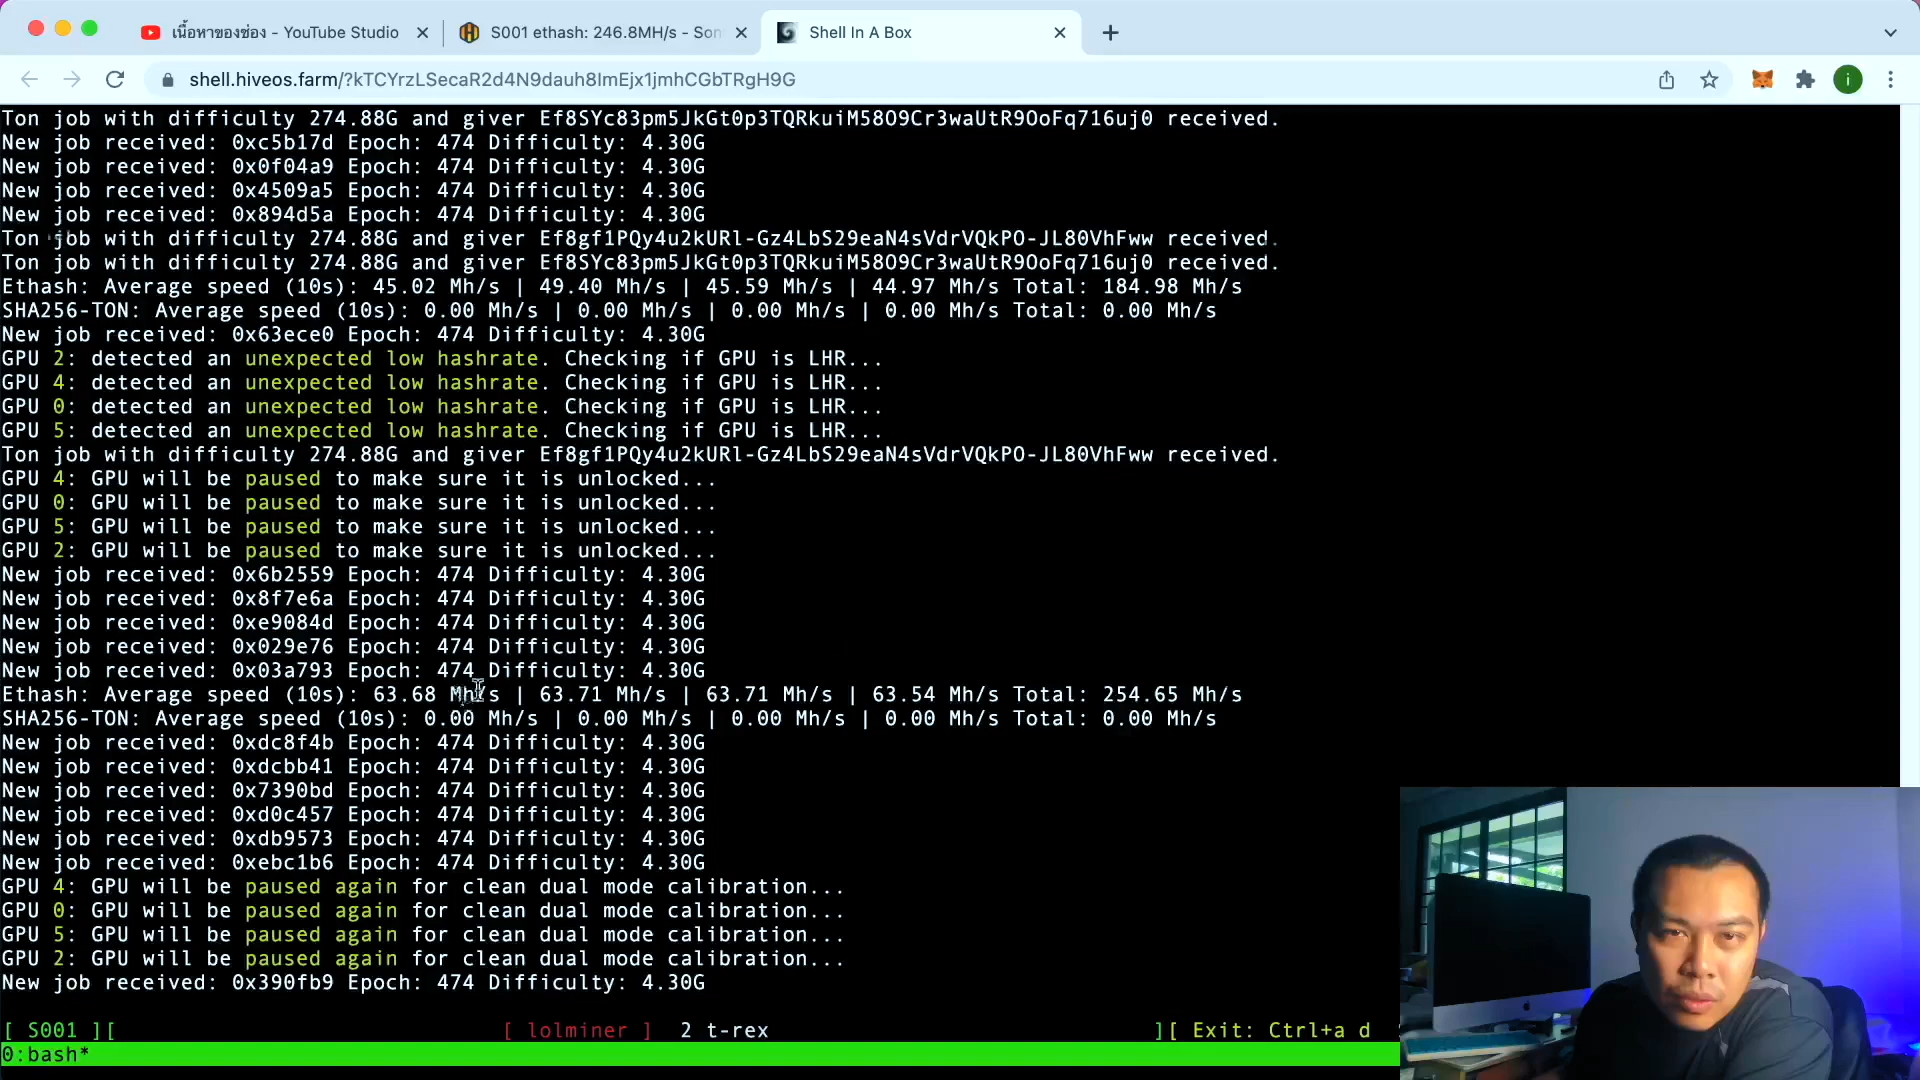 เนื้อหาของช่อง - YouTube Studio
S001 ethash: 246.8MH/s - Son
Shell In A Box
shell.hiveos.farm/?kTCYrzLSecaR2d4N9dauh8ImEjx1jmhCGbTRgH9G
i
Ton job with difficulty 274.88G and giver Ef8SYc83pm5JkGt0p3TQRkuiM58O9Cr3waUtR9OoFq716uj0 received.
New job received: 0xc5b17d Epoch: 474 Difficulty: 4.30G
New job received: 0x0f04a9 Epoch: 474 Difficulty: 4.30G
New job received: 0x4509a5 Epoch: 474 Difficulty: 4.30G
New job received: 0x894d5a Epoch: 474 Difficulty: 4.30G
Ton job with difficulty 274.88G and giver Ef8gf1PQy4u2kURl-Gz4LbS29eaN4sVdrVQkPO-JL80VhFww received.
Ton job with difficulty 274.88G and giver Ef8SYc83pm5JkGt0p3TQRkuiM58O9Cr3waUtR9OoFq716uj0 received.
Ethash: Average speed (10s): 45.02 Mh/s | 49.40 Mh/s | 45.59 Mh/s | 44.97 Mh/s Total: 184.98 Mh/s
SHA256-TON: Average speed (10s): 0.00 Mh/s | 0.00 Mh/s | 0.00 Mh/s | 0.00 Mh/s Total: 0.00 Mh/s
New job received: 0x63ece0 Epoch: 474 Difficulty: 4.30G
GPU 2: detected an unexpected low hashrate. Checking if GPU is LHR...
GPU 4: detected an unexpected low hashrate. Checking if GPU is LHR...
GPU 0: detected an unexpected low hashrate. Checking if GPU is LHR...
GPU 5: detected an unexpected low hashrate. Checking if GPU is LHR...
Ton job with difficulty 274.88G and giver Ef8gf1PQy4u2kURl-Gz4LbS29eaN4sVdrVQkPO-JL80VhFww received.
GPU 4: GPU will be paused to make sure it is unlocked...
GPU 0: GPU will be paused to make sure it is unlocked...
GPU 5: GPU will be paused to make sure it is unlocked...
GPU 2: GPU will be paused to make sure it is unlocked...
New job received: 0x6b2559 Epoch: 474 Difficulty: 4.30G
New job received: 0x8f7e6a Epoch: 474 Difficulty: 4.30G
New job received: 0xe9084d Epoch: 474 Difficulty: 4.30G
New job received: 0x029e76 Epoch: 474 Difficulty: 4.30G
New job received: 0x03a793 Epoch: 474 Difficulty: 4.30G
Ethash: Average speed (10s): 63.68 Mh/s | 63.71 Mh/s | 63.71 Mh/s | 63.54 Mh/s Total: 254.65 Mh/s
SHA256-TON: Average speed (10s): 0.00 Mh/s | 0.00 Mh/s | 0.00 Mh/s | 0.00 Mh/s Total: 0.00 Mh/s
New job received: 0xdc8f4b Epoch: 474 Difficulty: 4.30G
New job received: 0xdcbb41 Epoch: 474 Difficulty: 4.30G
New job received: 0x7390bd Epoch: 474 Difficulty: 4.30G
New job received: 0xd0c457 Epoch: 474 Difficulty: 4.30G
New job received: 0xdb9573 Epoch: 474 Difficulty: 4.30G
New job received: 0xebc1b6 Epoch: 474 Difficulty: 4.30G
GPU 4: GPU will be paused again for clean dual mode calibration...
GPU 0: GPU will be paused again for clean dual mode calibration...
GPU 5: GPU will be paused again for clean dual mode calibration...
GPU 2: GPU will be paused again for clean dual mode calibration...
New job received: 0x390fb9 Epoch: 474 Difficulty: 4.30G
[ S001 ][ [ lolminer ] 2 t-rex ][ Exit: Ctrl+a d
0:bash*